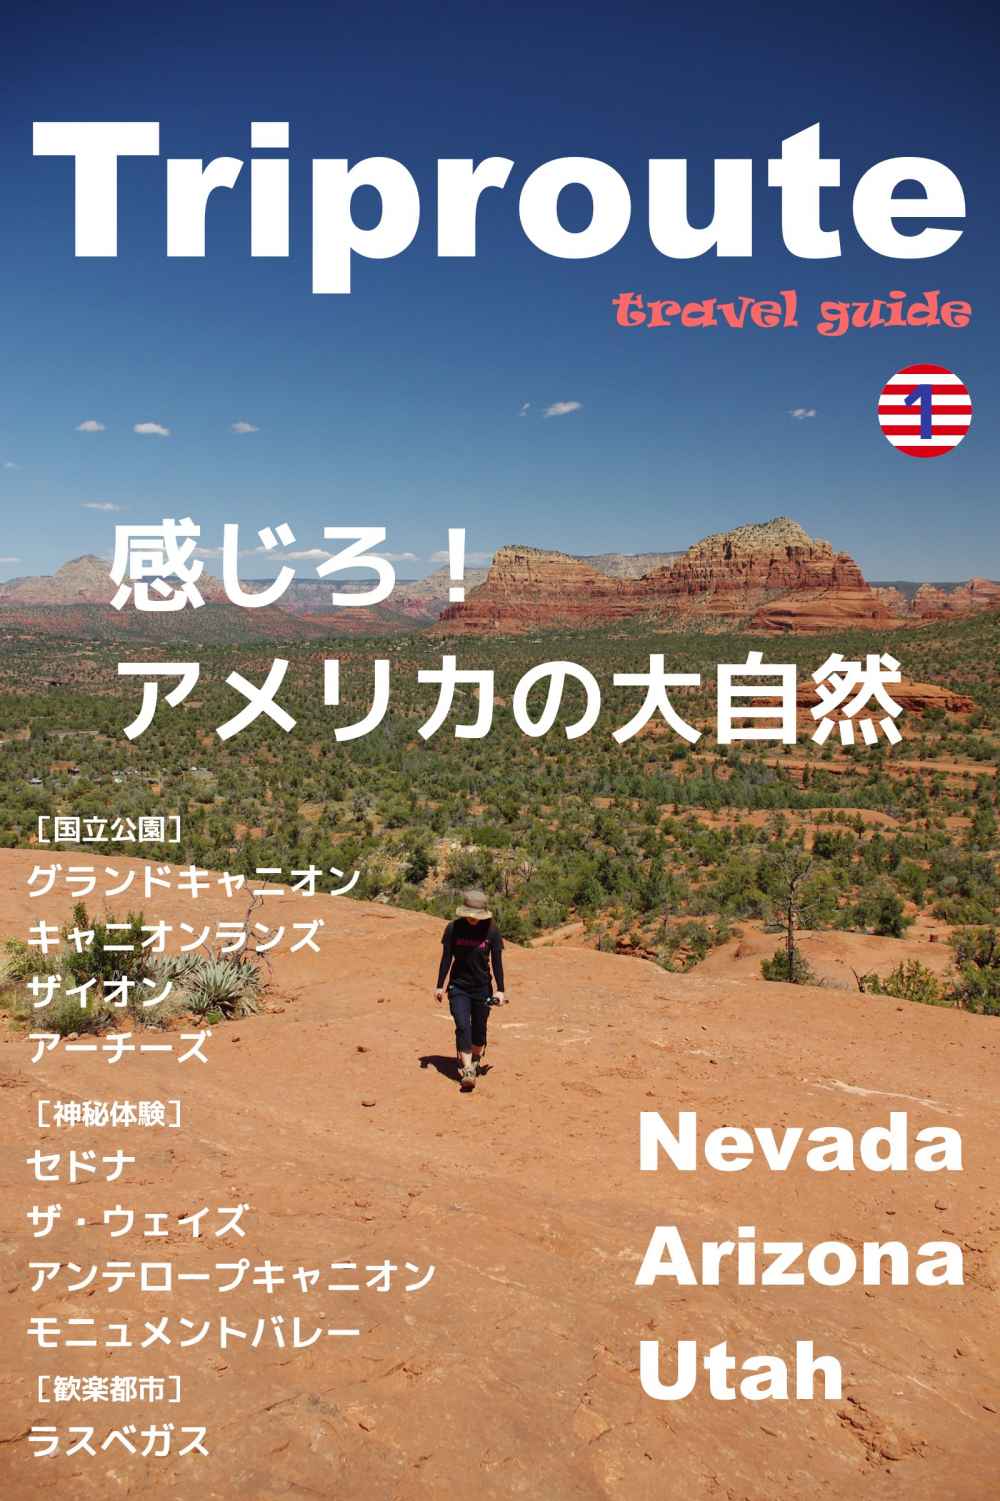 Triproute
travel guide
1
感じろ！
アメリカの大自然
［国立公園］
グランドキャニオン
キャニオンランズ
ザイオン
アーチーズ
［神秘体験］
セドナ
ザ・ウェイズ
アンテロープキャニオン
モニュメントバレー
［歓楽都市］
ラスベガス
Nevada
Arizona
Utah